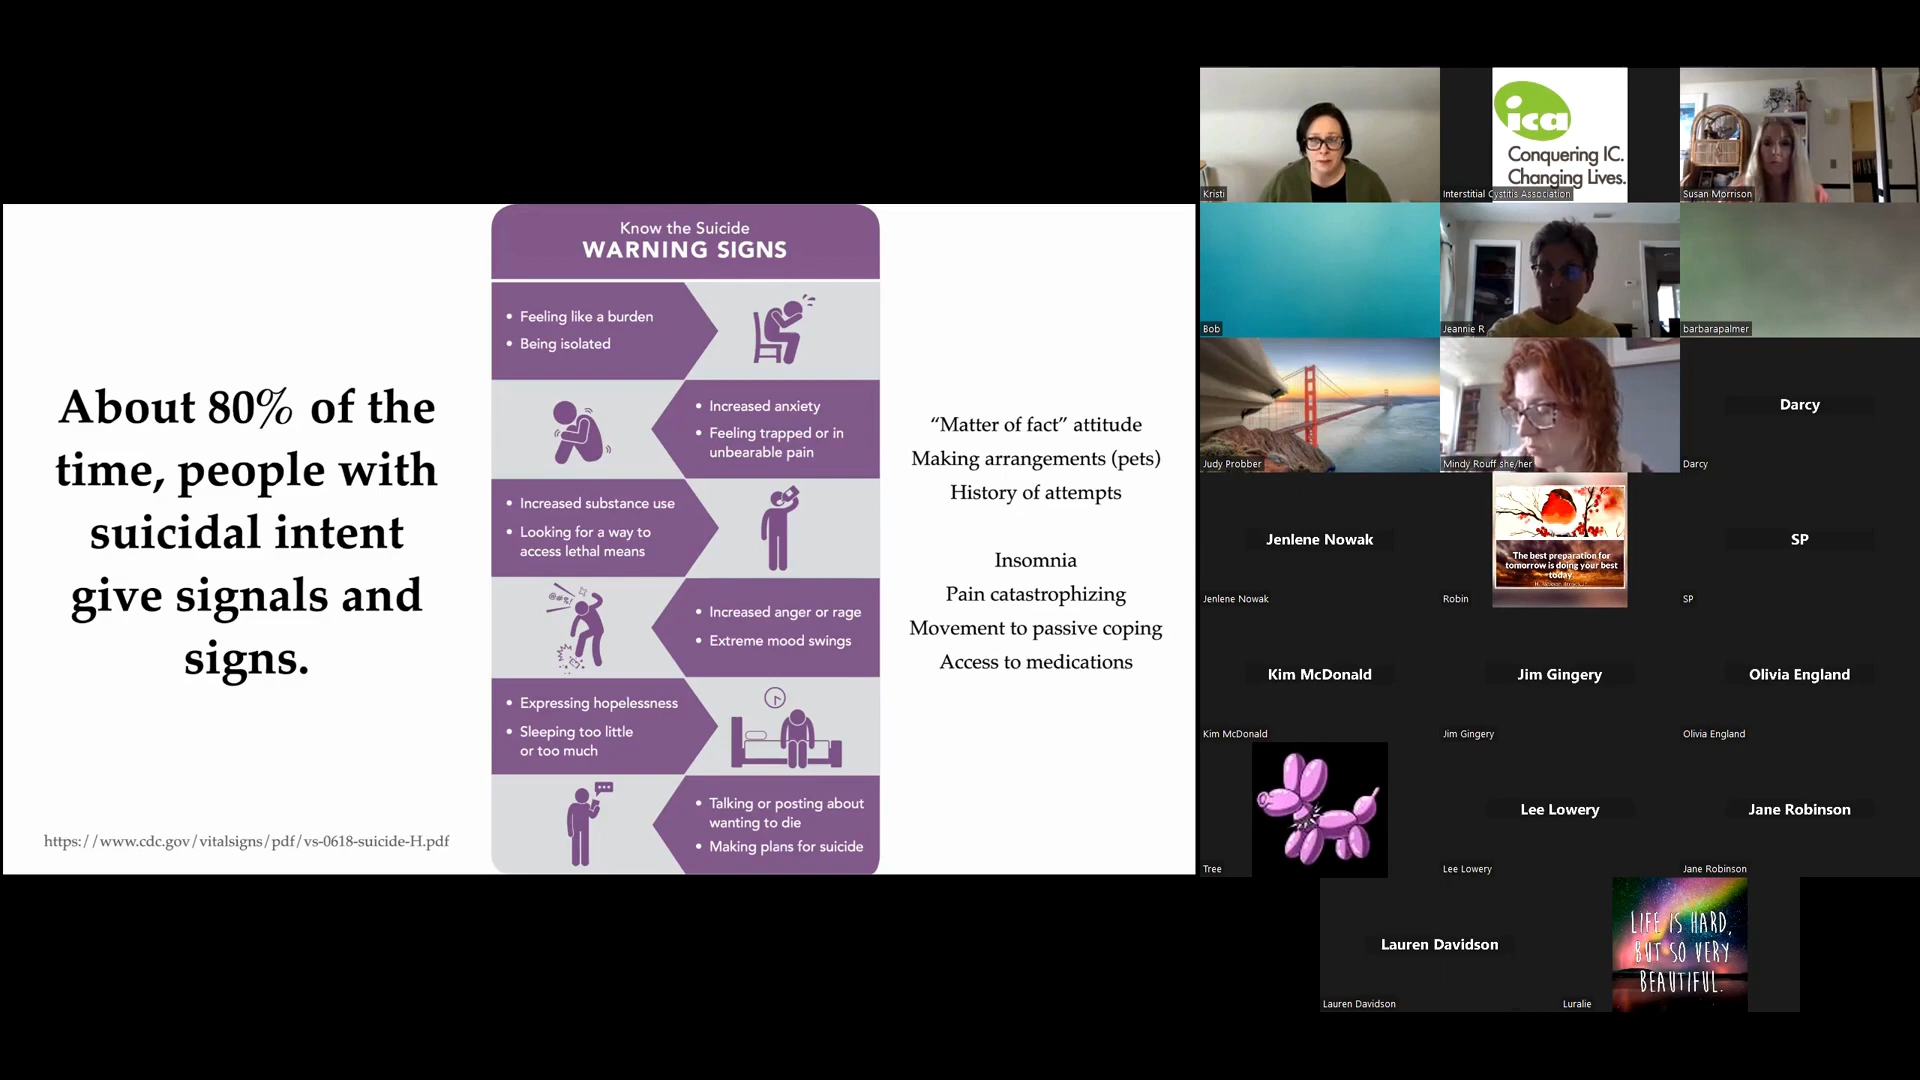 About 80% of the
time, people with
suicidal intent
give signals and
signs.
https://www.cdc.gov/vitalsigns/pdf/vs-0618-suicide-H.pdf
Know the Suicide
WARNING SIGNS
• Feeling like a burden
• Being isolated
• Increased anxiety
• Feeling trapped or in
unbearable pain
• Increased substance use
• Looking for a way to
access lethal means
@#%!
• Increased anger or rage
• Extreme mood swings
• Expressing hopelessness
• Sleeping too little
or too much
• Talking or posting about
wanting to die
• Making plans for suicide
“Matter of fact” attitude
Making arrangements (pets)
History of attempts
Insomnia
Pain catastrophizing
Movement to passive coping
Access to medications
Kristi
ica
Conquering IC.
Changing Lives.
Interstitial Cystitis Association
Susan Morrison
Bob
Jeannie R
barbarapalmer
Judy Probber
Mindy Rouff she/her
Darcy
Darcy
Jenlene Nowak
Jenlene Nowak
The best preparation for
tomorrow is doing your best
today.
Robin
SP
SP
Kim McDonald
Kim McDonald
Jim Gingery
Jim Gingery
Olivia England
Olivia England
Tree
Lee Lowery
Lee Lowery
Jane Robinson
Jane Robinson
Lauren Davidson
Lauren Davidson
LIFE IS HARD,
BUT SO VERY
BEAUTIFUL.
Luralie